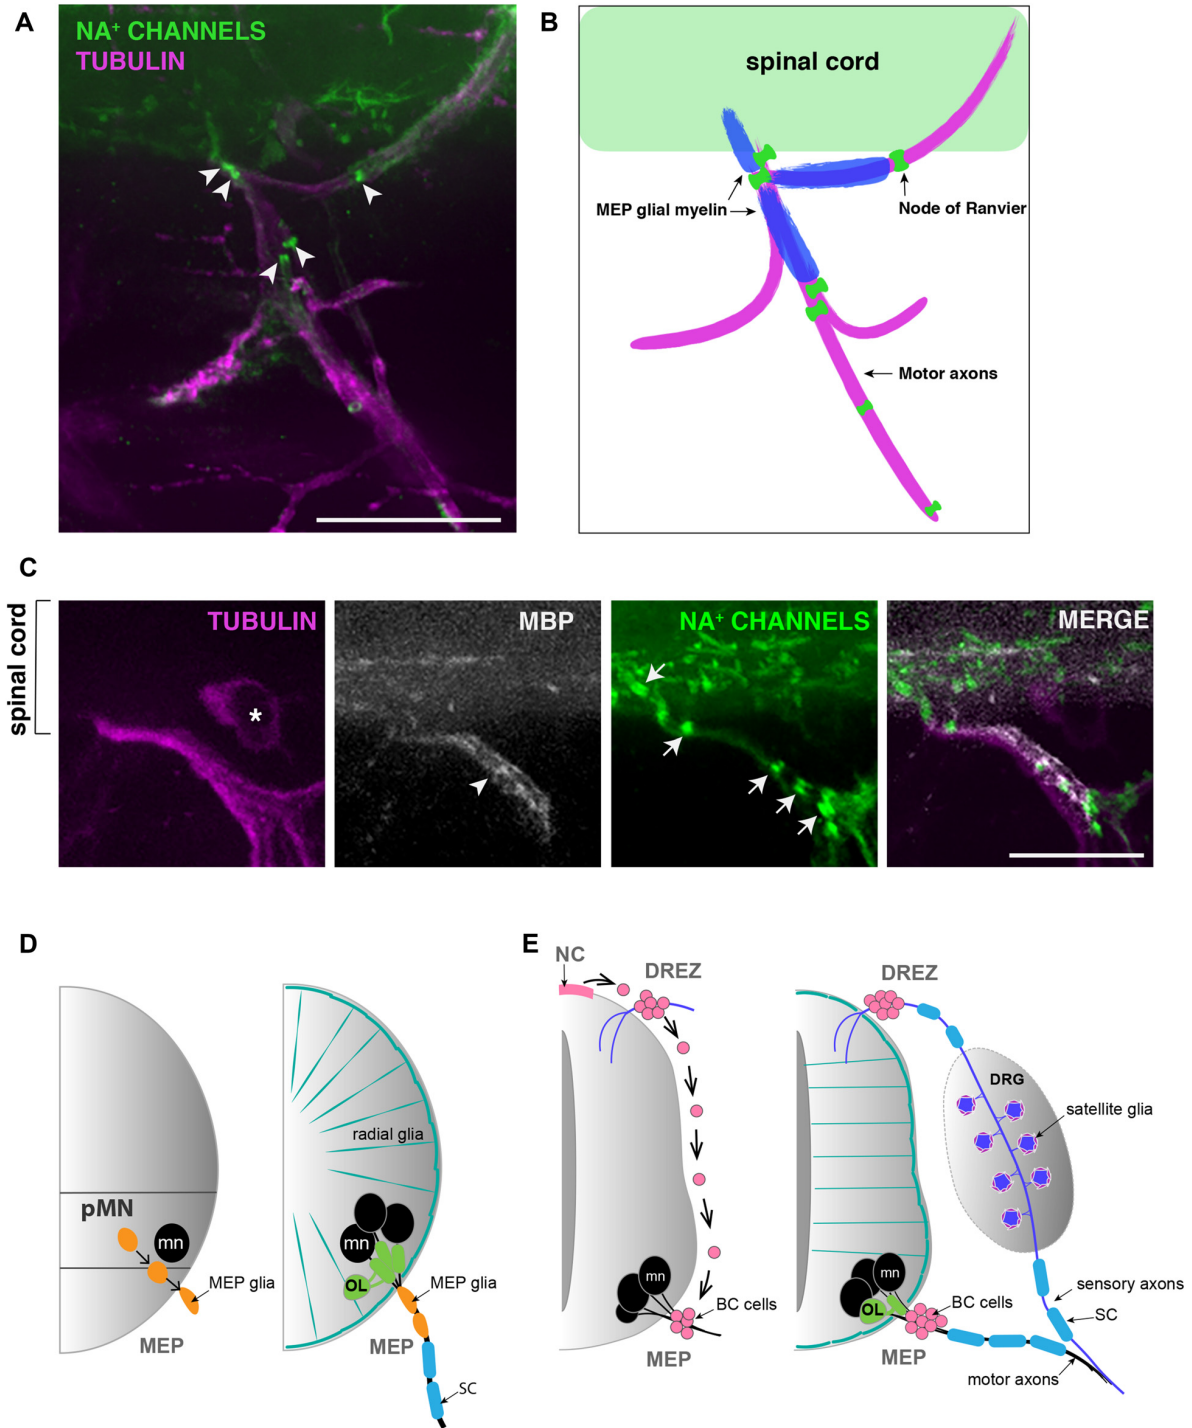 A
NA⁺ CHANNELS
TUBULIN
B
spinal cord
MEP glial myelin
Node of Ranvier
Motor axons
C
spinal cord
TUBULIN
*
MBP
NA⁺ CHANNELS
MERGE
D
pMN
mn
MEP glia
MEP
radial glia
mn
OL
MEP glia
MEP
SC
E
NC
DREZ
mn
BC cells
MEP
DREZ
DRG
satellite glia
mn
OL
BC cells
MEP
sensory axons
SC
motor axons